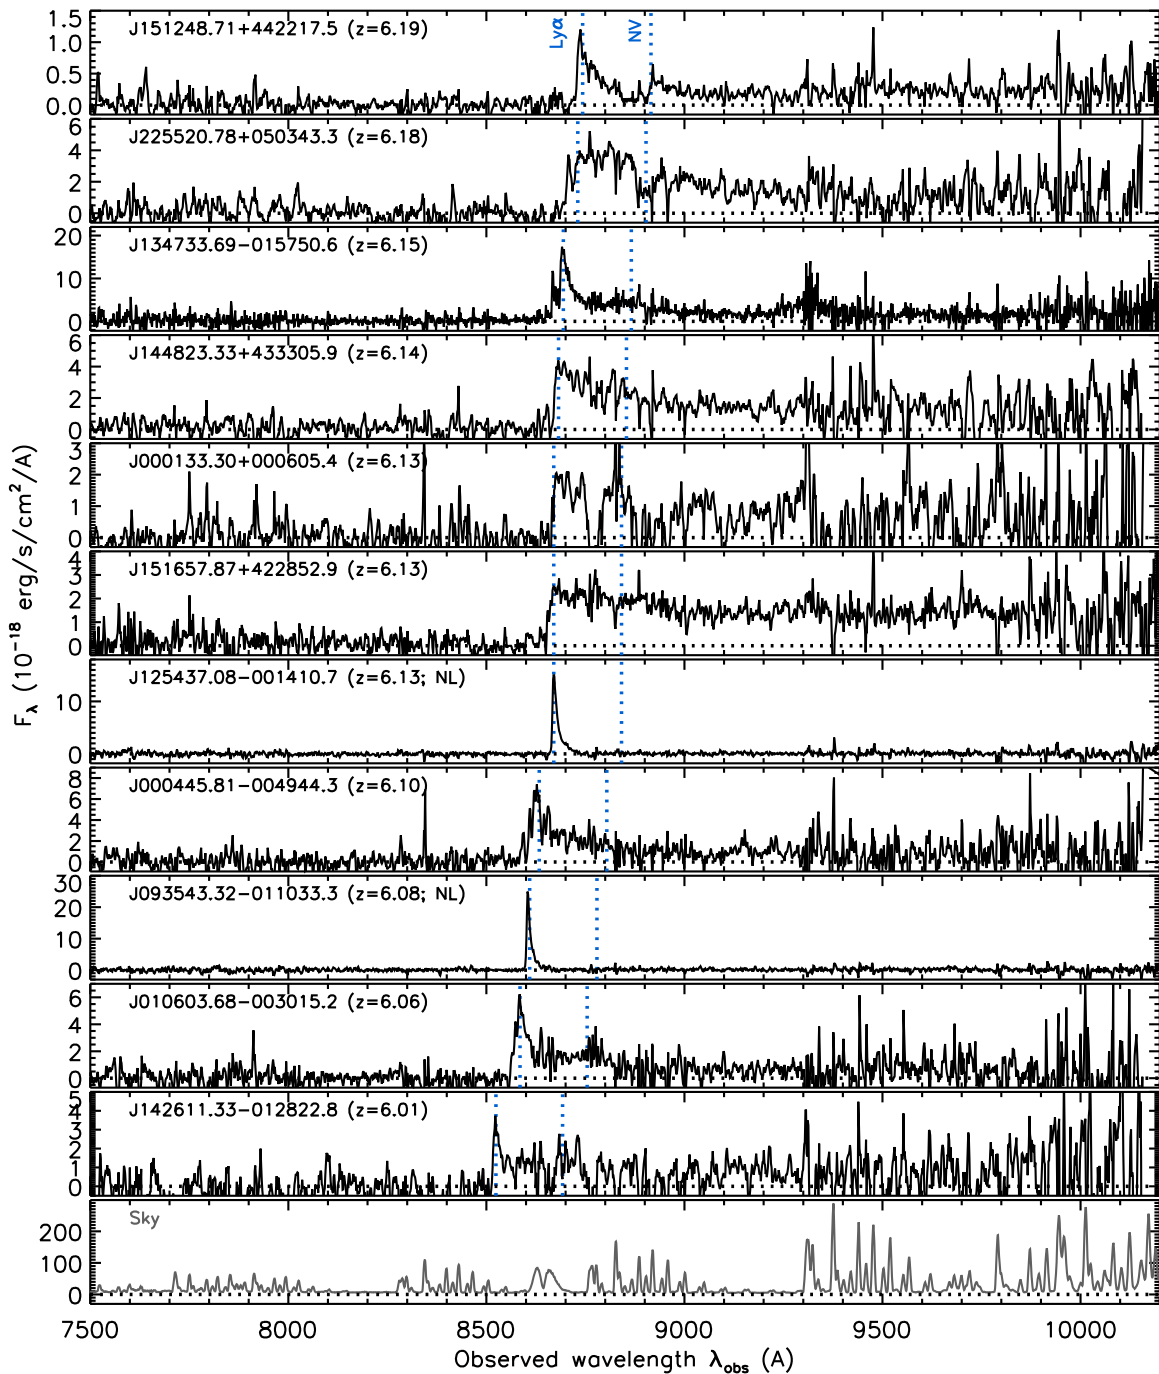 J151248.71+442217.5 (z=6.19)
Lyα
NV
1.5
1.0
0.5
0.0
J225520.78+050343.3 (z=6.18)
6
4
2
0
J134733.69−015750.6 (z=6.15)
20
10
0
J144823.33+433305.9 (z=6.14)
6
4
2
0
J000133.30+000605.4 (z=6.13)
3
2
1
0
J151657.87+422852.9 (z=6.13)
4
3
2
1
0
J125437.08−001410.7 (z=6.13; NL)
10
0
J000445.81−004944.3 (z=6.10)
8
6
4
2
0
J093543.32−011033.3 (z=6.08; NL)
30
20
10
0
J010603.68−003015.2 (z=6.06)
6
4
2
0
J142611.33−012822.8 (z=6.01)
5
4
3
2
1
0
Sky
200
100
0
F_λ (10⁻¹⁸ erg/s/cm²/A)
7500 8000 8500 9000 9500 10000
Observed wavelength λ_obs (A)